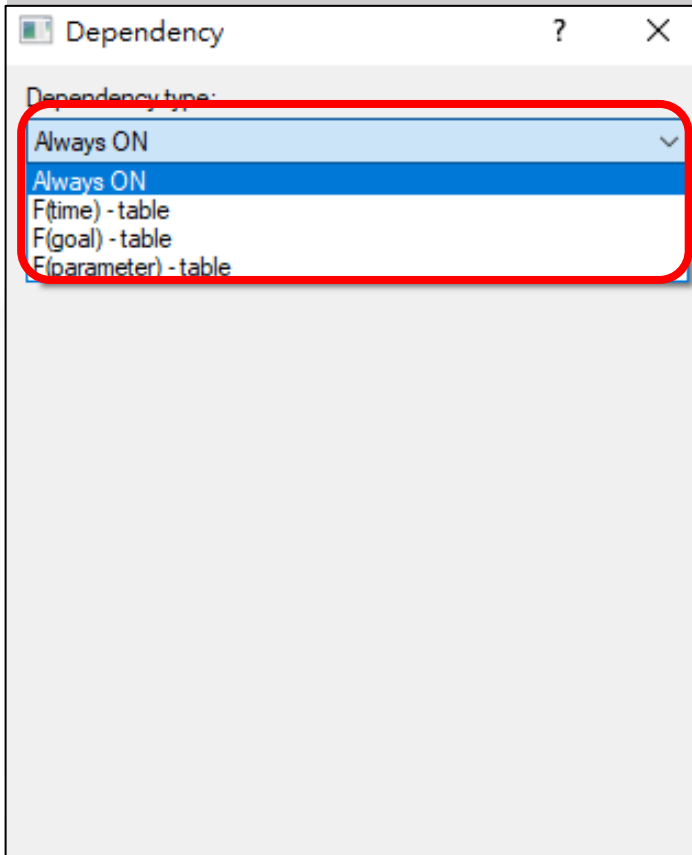 Dependency
?
Dependency type:
Always ON
Always ON
F(time) - table
F(goal) - table
F(parameter) - table